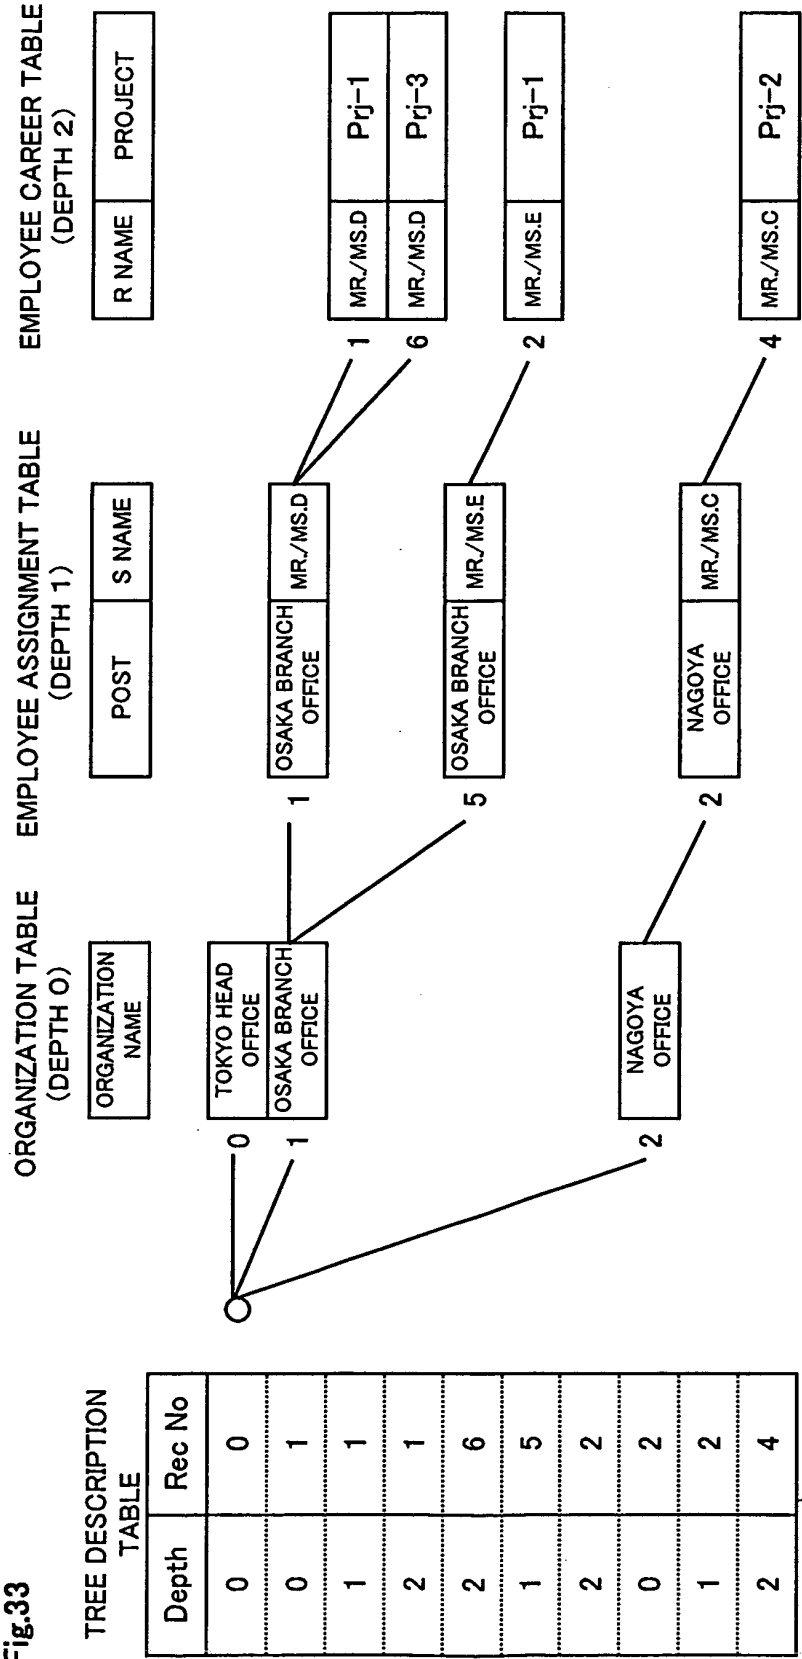 Fig.33
TREE DESCRIPTION
TABLE
Depth Rec No
0 0
0 1
1 1
2 1
2 6
1 5
2 2
0 2
1 2
2 4
ORGANIZATION TABLE
(DEPTH 0)
ORGANIZATION
NAME
0 TOKYO HEAD
OFFICE
1 OSAKA BRANCH
OFFICE
2 NAGOYA
OFFICE
EMPLOYEE ASSIGNMENT TABLE
(DEPTH 1)
POST S NAME
1 OSAKA BRANCH
OFFICE MR./MS.D
5 OSAKA BRANCH
OFFICE MR./MS.E
2 NAGOYA
OFFICE MR./MS.C
EMPLOYEE CAREER TABLE
(DEPTH 2)
R NAME PROJECT
1 MR./MS.D Prj-1
6 MR./MS.D Prj-3
2 MR./MS.E Prj-1
4 MR./MS.C Prj-2